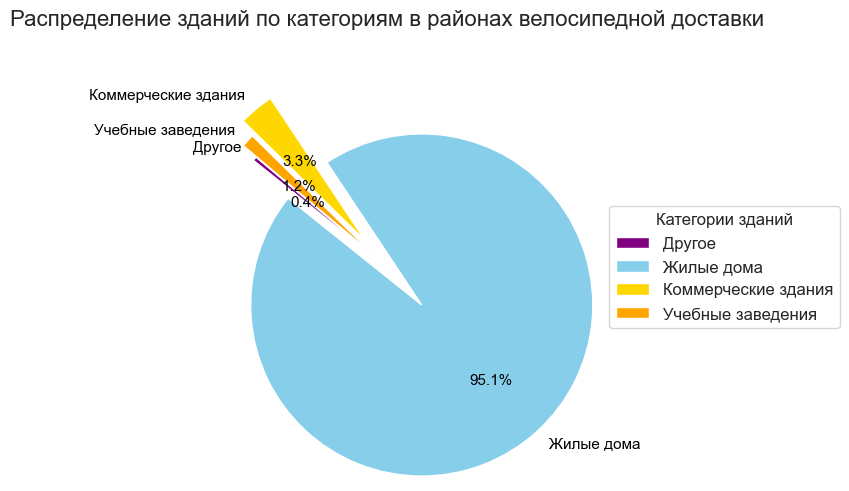 Распределение зданий по категориям в районах велосипедной доставки
Коммерческие здания
Учебные заведения
Другое
3.3%
1.2%
0.4%
95.1%
Жилые дома
Категории зданий
Другое
Жилые дома
Коммерческие здания
Учебные заведения